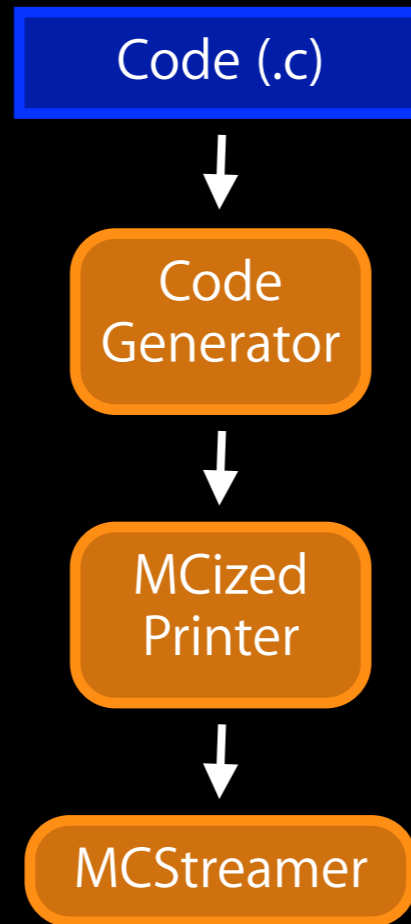 Code (.c)
Code
Generator
MCized
Printer
MCStreamer